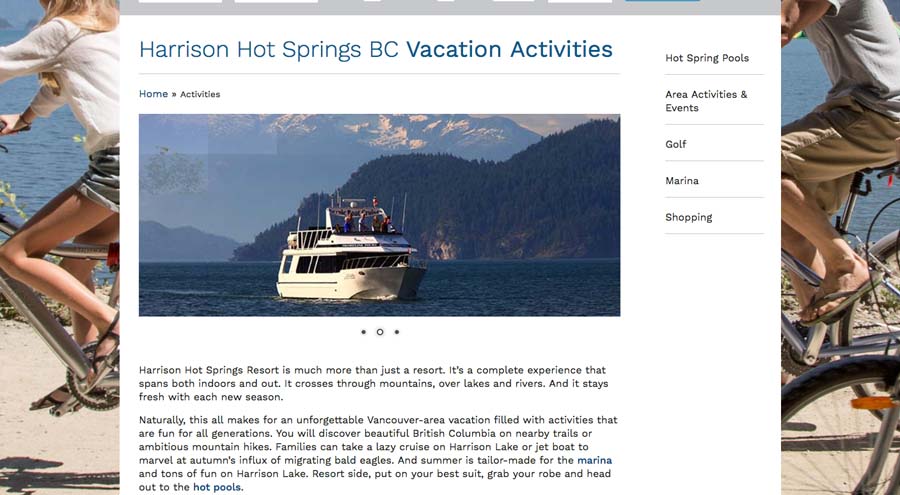 Harrison Hot Springs BC Vacation Activities
Home » Activities
Harrison Hot Springs Resort is much more than just a resort. It's a complete experience that
spans both indoors and out. It crosses through mountains, over lakes and rivers. And it stays
fresh with each new season.
Naturally, this all makes for an unforgettable Vancouver-area vacation filled with activities that
are fun for all generations. You will discover beautiful British Columbia on nearby trails or
ambitious mountain hikes. Families can take a lazy cruise on Harrison Lake or jet boat to
marvel at autumn's influx of migrating bald eagles. And summer is tailor-made for the marina
and tons of fun on Harrison Lake. Resort side, put on your best suit, grab your robe and head
out to the hot pools.
Hot Spring Pools
Area Activities &
Events
Golf
Marina
Shopping